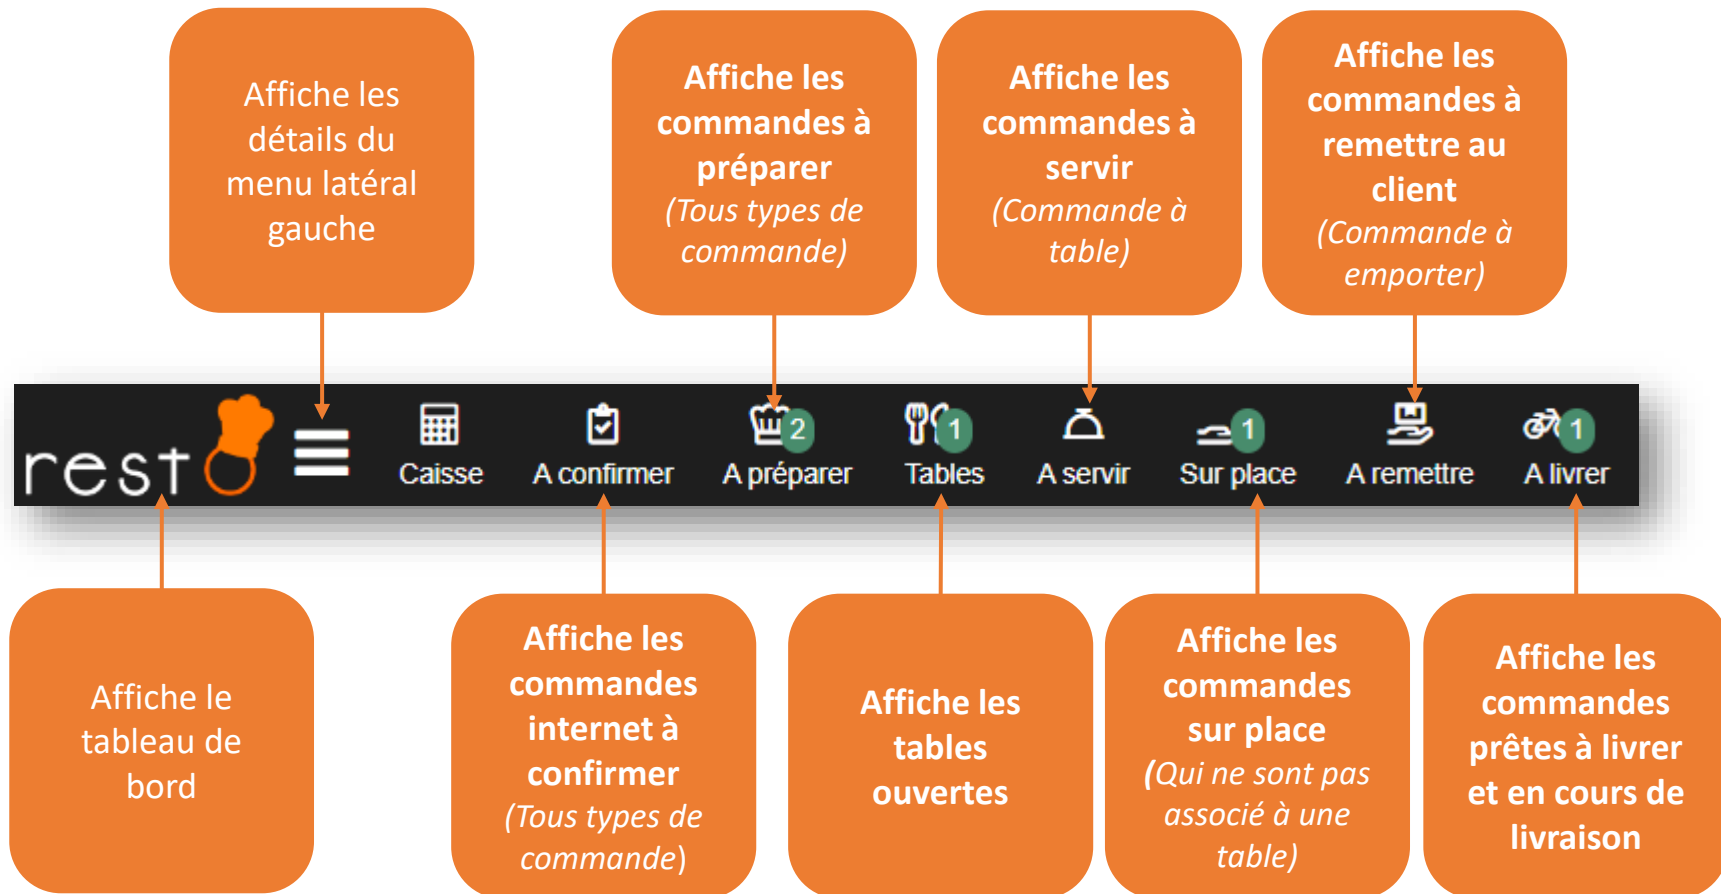 Affiche les
détails du
menu latéral
gauche
Affiche les
commandes à
préparer
(Tous types de
commande)
Affiche les
commandes à
servir
(Commande à
table)
Affiche les
commandes à
remettre au
client
(Commande à
emporter)
resto
Caisse
A confirmer
2
A préparer
1
Tables
A servir
1
Sur place
A remettre
1
A livrer
Affiche le
tableau de
bord
Affiche les
commandes
internet à
confirmer
(Tous types de
commande)
Affiche les
tables
ouvertes
Affiche les
commandes
sur place
(Qui ne sont pas
associé à une
table)
Affiche les
commandes
prêtes à livrer
et en cours de
livraison